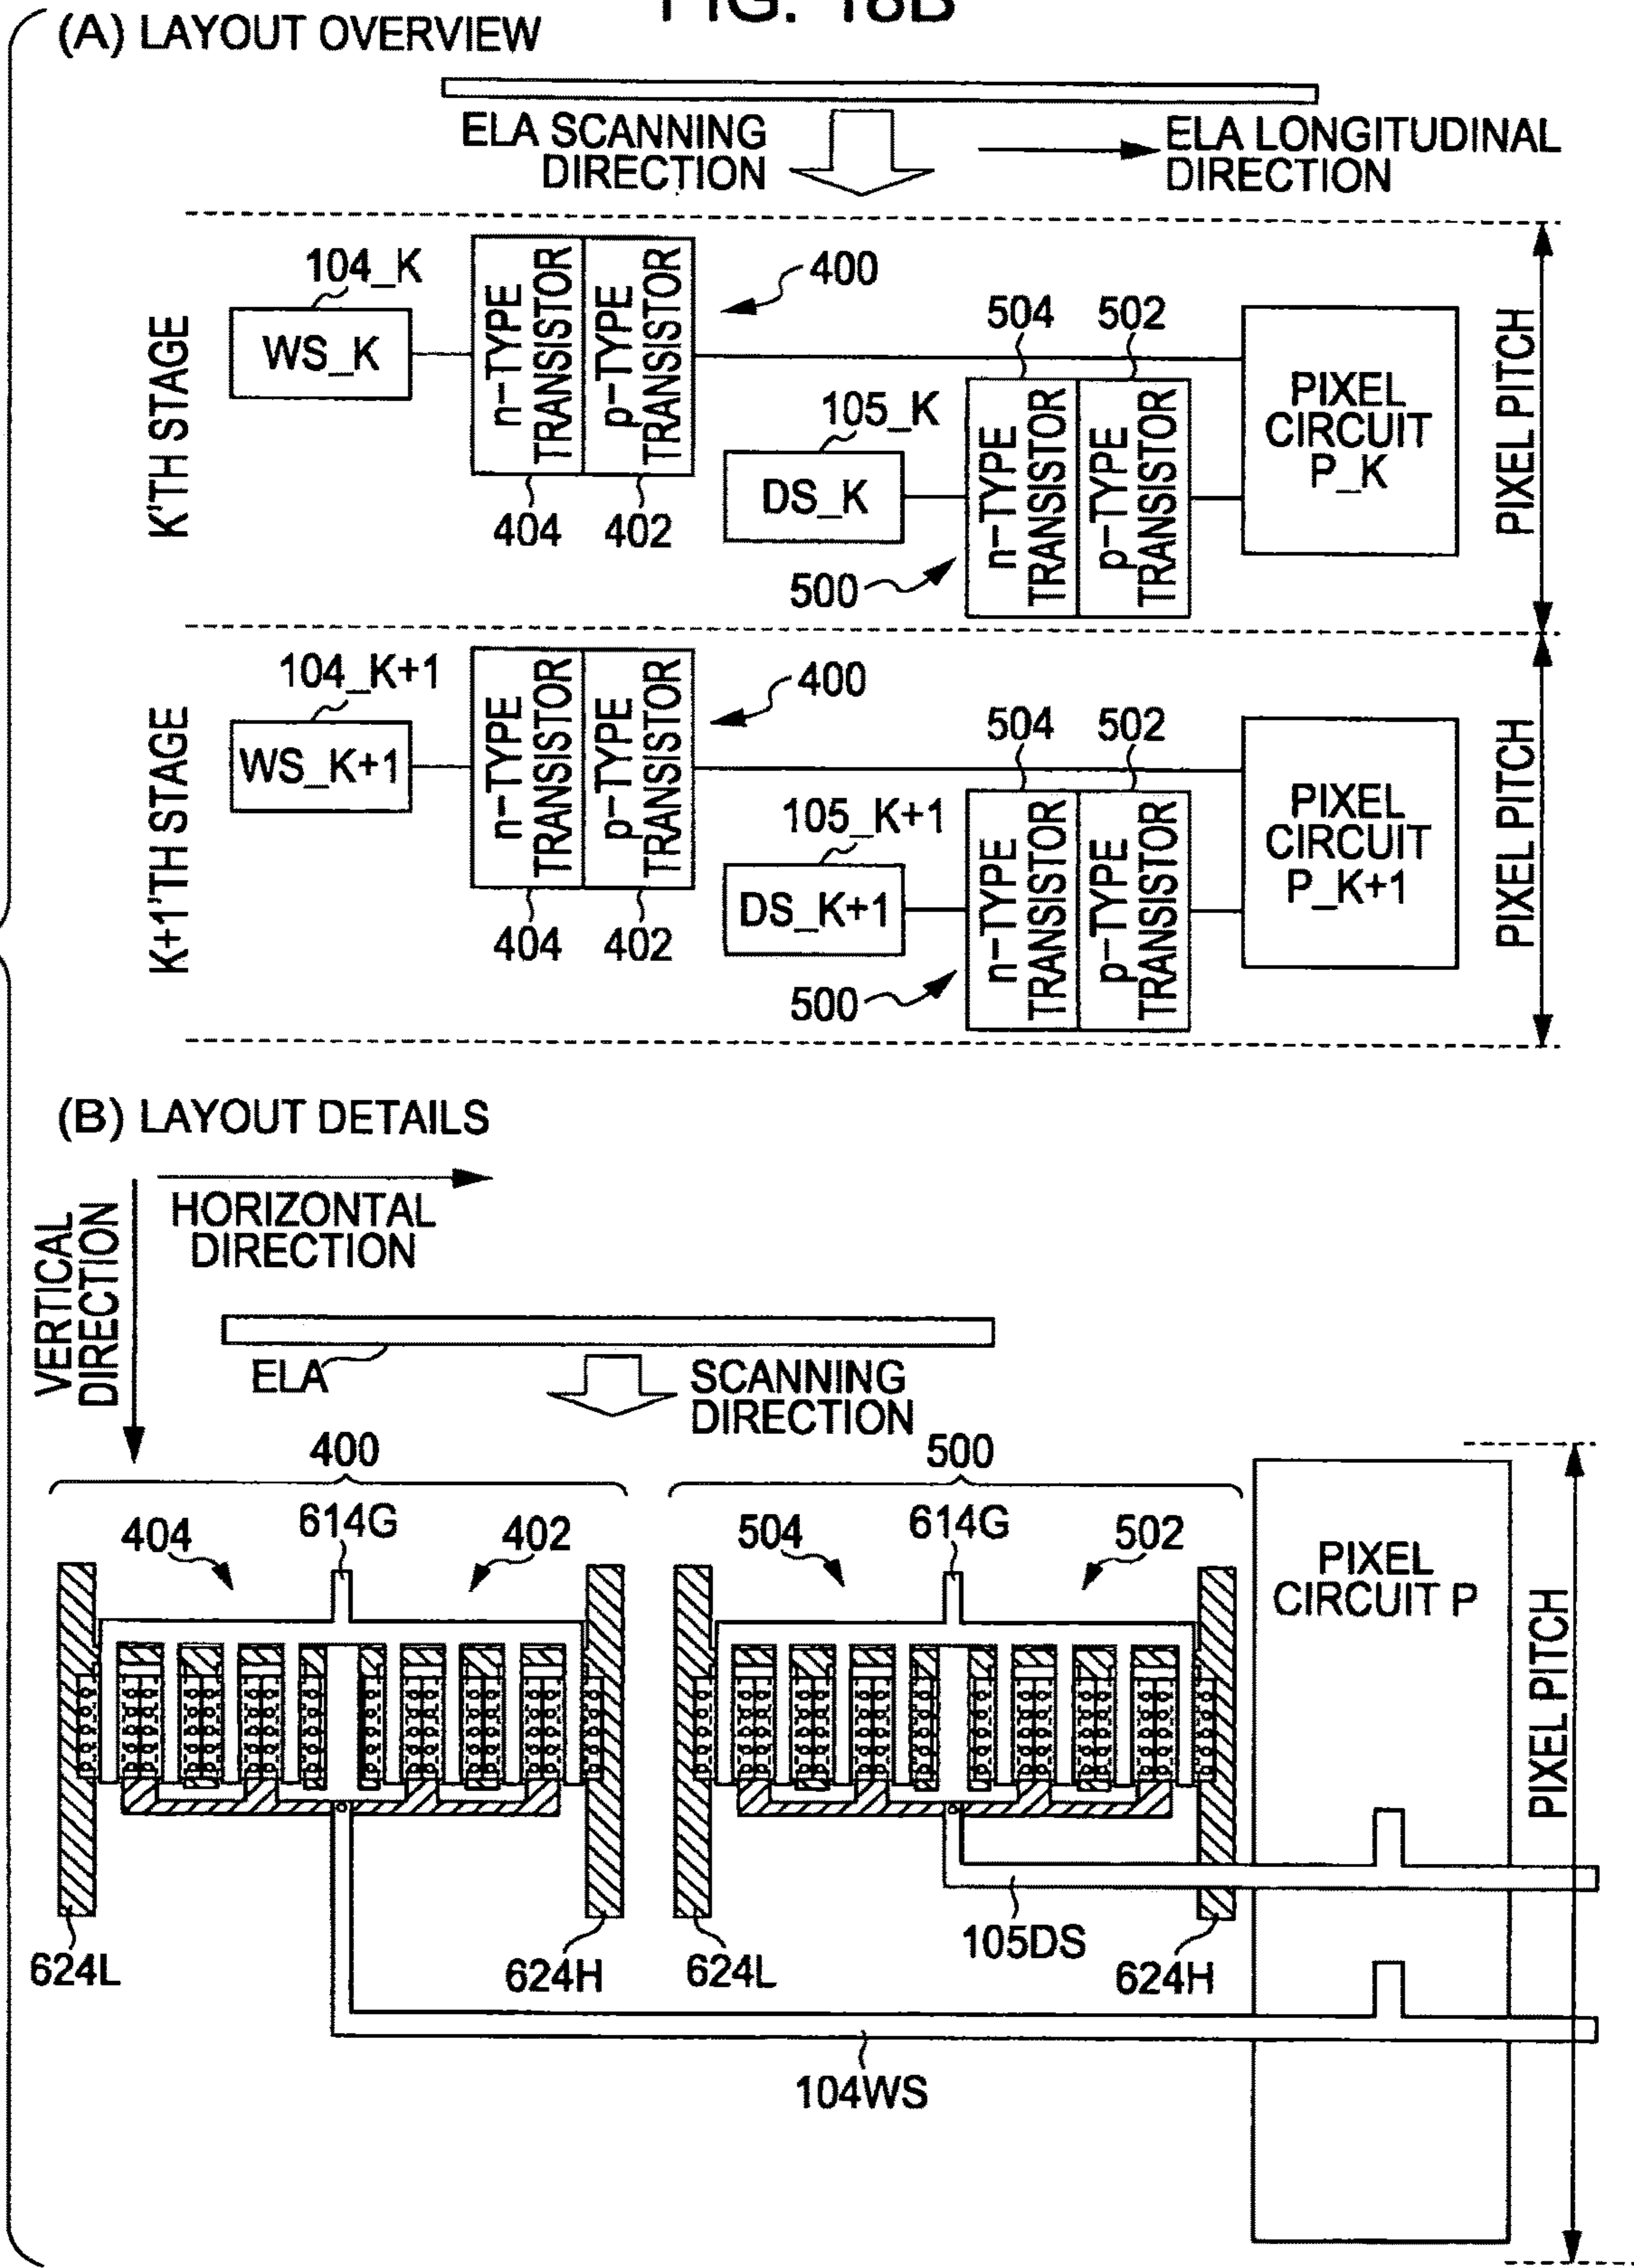 FIG. 18B
(A) LAYOUT OVERVIEW
ELA SCANNING
DIRECTION
ELA LONGITUDINAL
DIRECTION
K'TH STAGE
104_K
WS_K
n-TYPE
TRANSISTOR
p-TYPE
TRANSISTOR
400
404
402
105_K
DS_K
504
502
n-TYPE
TRANSISTOR
p-TYPE
TRANSISTOR
500
PIXEL
CIRCUIT
P_K
PIXEL PITCH
K+1'TH STAGE
104_K+1
WS_K+1
n-TYPE
TRANSISTOR
p-TYPE
TRANSISTOR
400
404
402
105_K+1
DS_K+1
504
502
n-TYPE
TRANSISTOR
p-TYPE
TRANSISTOR
500
PIXEL
CIRCUIT
P_K+1
PIXEL PITCH
(B) LAYOUT DETAILS
HORIZONTAL
DIRECTION
VERTICAL
DIRECTION
ELA
SCANNING
DIRECTION
400
500
404
614G
402
504
614G
502
PIXEL
CIRCUIT P
PIXEL PITCH
624L
624H
624L
105DS
624H
104WS